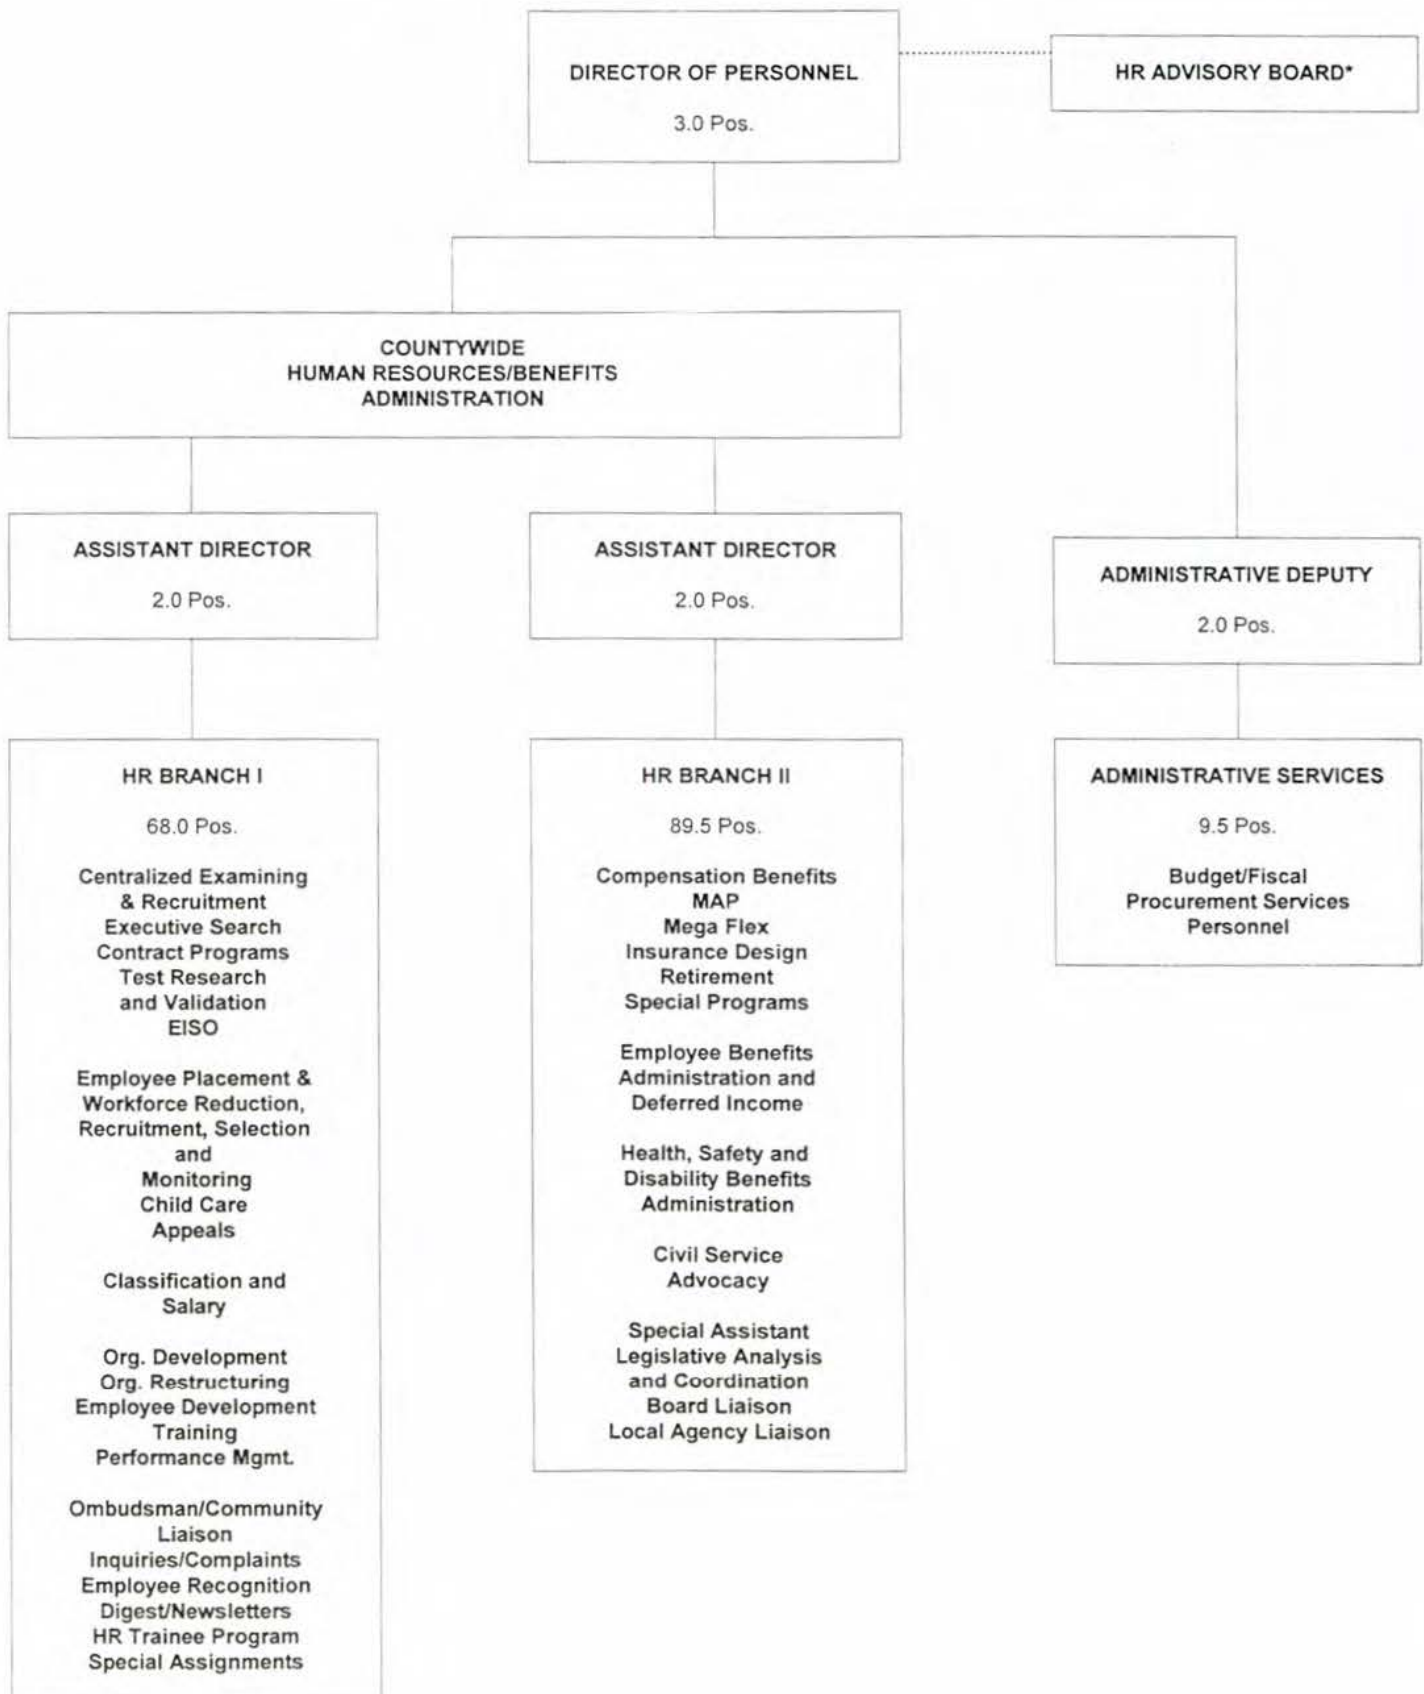 DIRECTOR OF PERSONNEL
3.0 Pos.
HR ADVISORY BOARD*
COUNTYWIDE
HUMAN RESOURCES/BENEFITS
ADMINISTRATION
ASSISTANT DIRECTOR
2.0 Pos.
ASSISTANT DIRECTOR
2.0 Pos.
ADMINISTRATIVE DEPUTY
2.0 Pos.
HR BRANCH I
68.0 Pos.
Centralized Examining
& Recruitment
Executive Search
Contract Programs
Test Research
and Validation
EISO
Employee Placement &
Workforce Reduction,
Recruitment, Selection
and
Monitoring
Child Care
Appeals
Classification and
Salary
Org. Development
Org. Restructuring
Employee Development
Training
Performance Mgmt.
Ombudsman/Community
Liaison
Inquiries/Complaints
Employee Recognition
Digest/Newsletters
HR Trainee Program
Special Assignments
HR BRANCH II
89.5 Pos.
Compensation Benefits
MAP
Mega Flex
Insurance Design
Retirement
Special Programs
Employee Benefits
Administration and
Deferred Income
Health, Safety and
Disability Benefits
Administration
Civil Service
Advocacy
Special Assistant
Legislative Analysis
and Coordination
Board Liaison
Local Agency Liaison
ADMINISTRATIVE SERVICES
9.5 Pos.
Budget/Fiscal
Procurement Services
Personnel